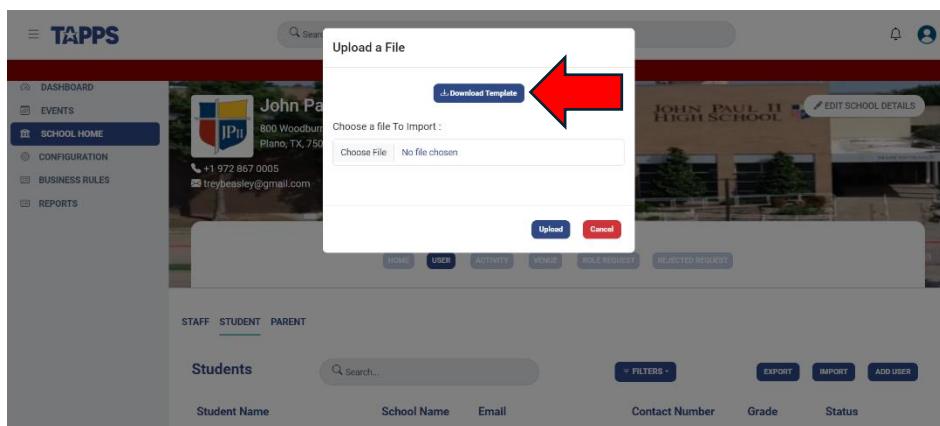 TAPPS
Sear
Upload a File
Download Template
Choose a file To Import :
Choose File No file chosen
Upload Cancel
DASHBOARD
EVENTS
SCHOOL HOME
CONFIGURATION
BUSINESS RULES
REPORTS
JPII
John Pa
800 Woodburn
Plano, TX, 750
+1 972 867 0005
treybeasley@gmail.com
JOHN PAUL II
HIGH SCHOOL
EDIT SCHOOL DETAILS
HOME USER ACTIVITY VENUE ROLE REQUEST REJECTED REQUEST
STAFF STUDENT PARENT
Students
Search...
FILTERS
EXPORT IMPORT ADD USER
Student Name School Name Email Contact Number Grade Status